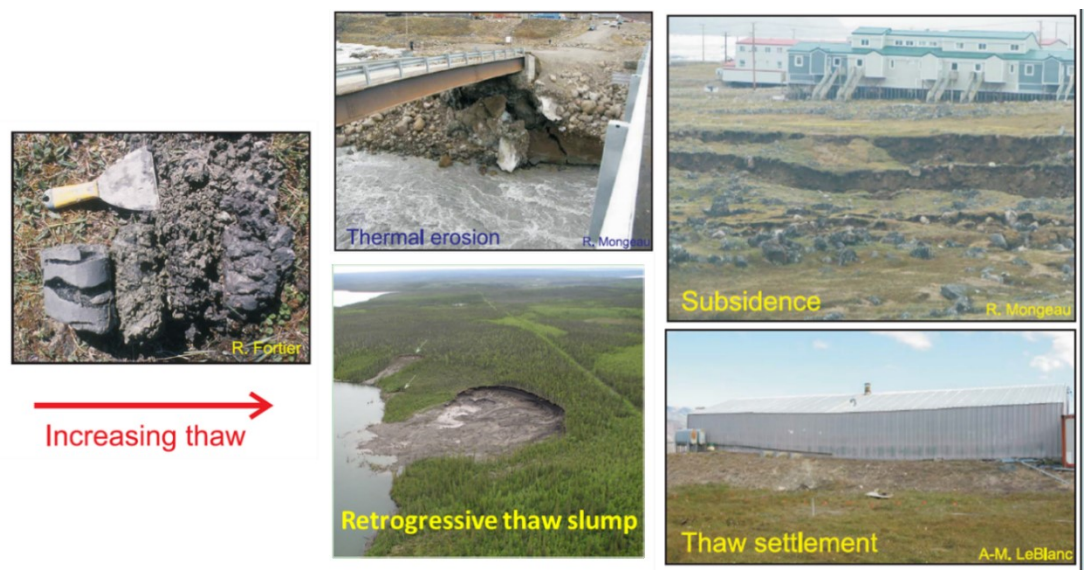 R. Fortier
Increasing thaw
Thermal erosion
R. Mongeau
Retrogressive thaw slump
Subsidence
R. Mongeau
Thaw settlement
A-M. LeBlanc